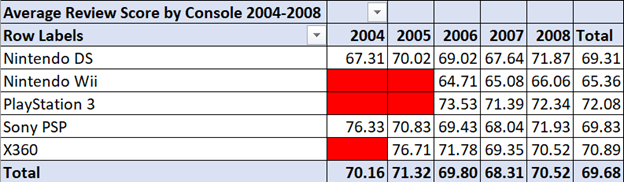 Average Review Score by Console 2004-2008
Row Labels 2004 2005 2006 2007 2008 Total
Nintendo DS 67.31 70.02 69.02 67.64 71.87 69.31
Nintendo Wii 64.71 65.08 66.06 65.36
PlayStation 3 73.53 71.39 72.34 72.08
Sony PSP 76.33 70.83 69.43 68.04 71.93 69.83
X360 76.71 71.78 69.35 70.52 70.89
Total 70.16 71.32 69.80 68.31 70.52 69.68